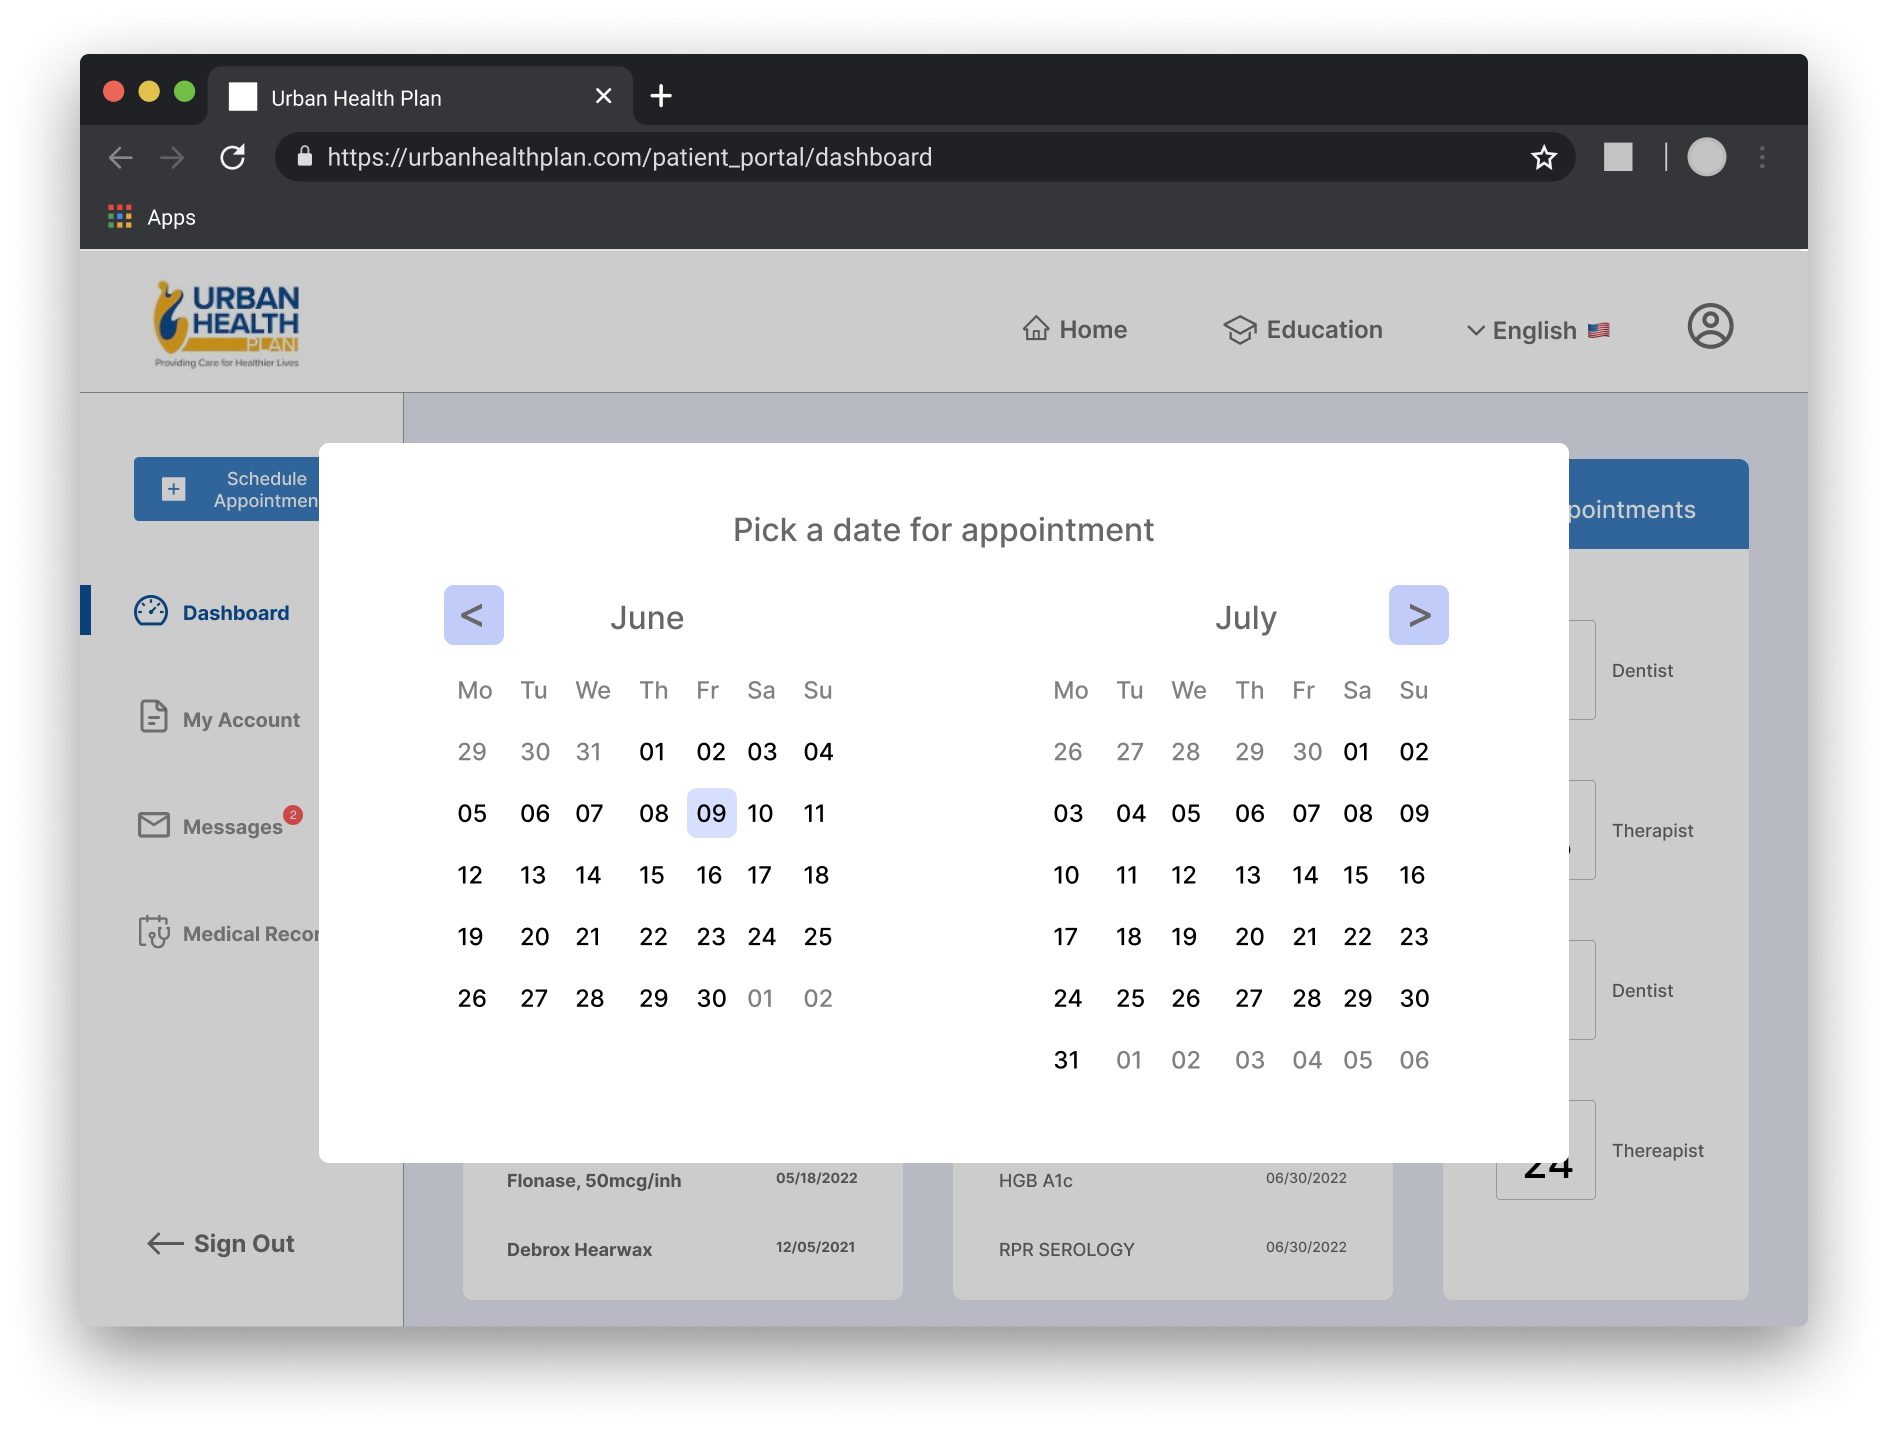 Urban Health Plan
https://urbanhealthplan.com/patient_portal/dashboard
Apps
URBAN
HEALTH
PLAN
Providing Care for Healthier Lives
Home
Education
English
Schedule
Appointmen
pointments
Dashboard
My Account
Messages
2
Medical Recor
Sign Out
Pick a date for appointment
<
June
Mo Tu We Th Fr Sa Su
29 30 31 01 02 03 04
05 06 07 08 09 10 11
12 13 14 15 16 17 18
19 20 21 22 23 24 25
26 27 28 29 30 01 02
July
>
Mo Tu We Th Fr Sa Su
26 27 28 29 30 01 02
03 04 05 06 07 08 09
10 11 12 13 14 15 16
17 18 19 20 21 22 23
24 25 26 27 28 29 30
31 01 02 03 04 05 06
Dentist
Therapist
Dentist
24
Thereapist
Flonase, 50mcg/inh 05/18/2022
Debrox Hearwax 12/05/2021
HGB A1c 06/30/2022
RPR SEROLOGY 06/30/2022